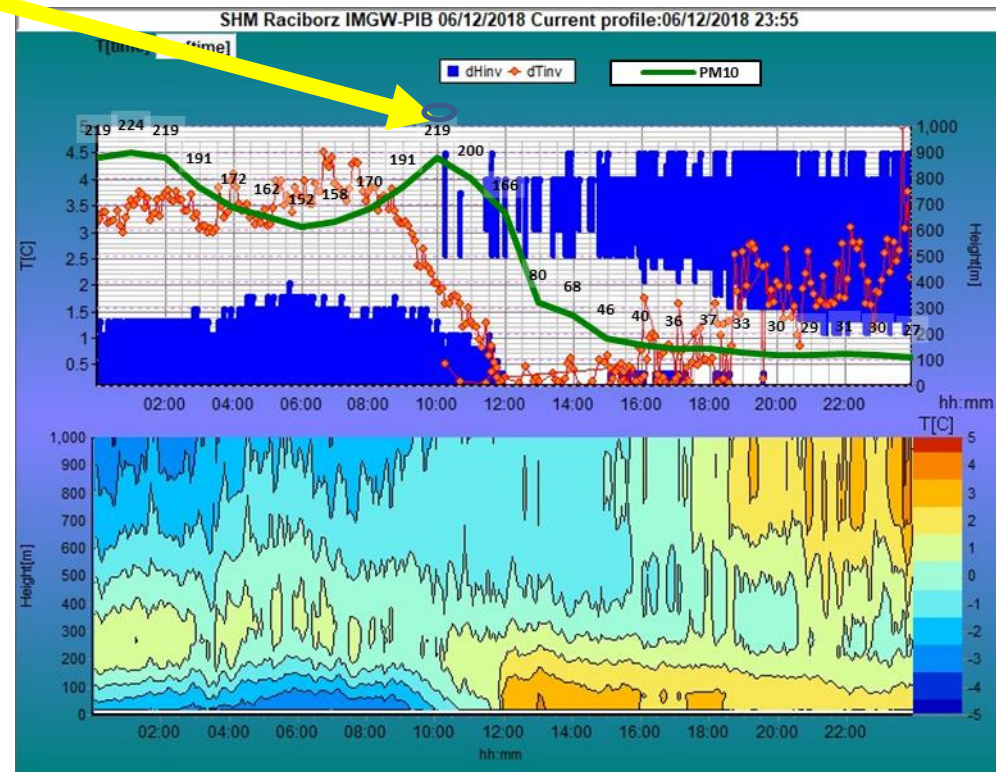 SHM Raciborz IMGW-PIB 06/12/2018 Current profile:06/12/2018 23:55
T[time] [time]
dHinv dTinv PM10
219 224 219 191 172 162 152 158 170 191 219 200 166 80 68 46 40 36 37 33 30 29 31 30 27
5 4.5 4 3.5 3 2.5 2 1.5 1 0.5
T[C]
1,000 900 800 700 600 500 400 300 200 100 0
Height[m]
02:00 04:00 06:00 08:00 10:00 12:00 14:00 16:00 18:00 20:00 22:00 hh:mm
1,000 900 800 700 600 500 400 300 200 100 0
Height[m]
T[C]
5 4 3 2 1 0 -1 -2 -3 -4 -5
02:00 04:00 06:00 08:00 10:00 12:00 14:00 16:00 18:00 20:00 22:00
hh:mm